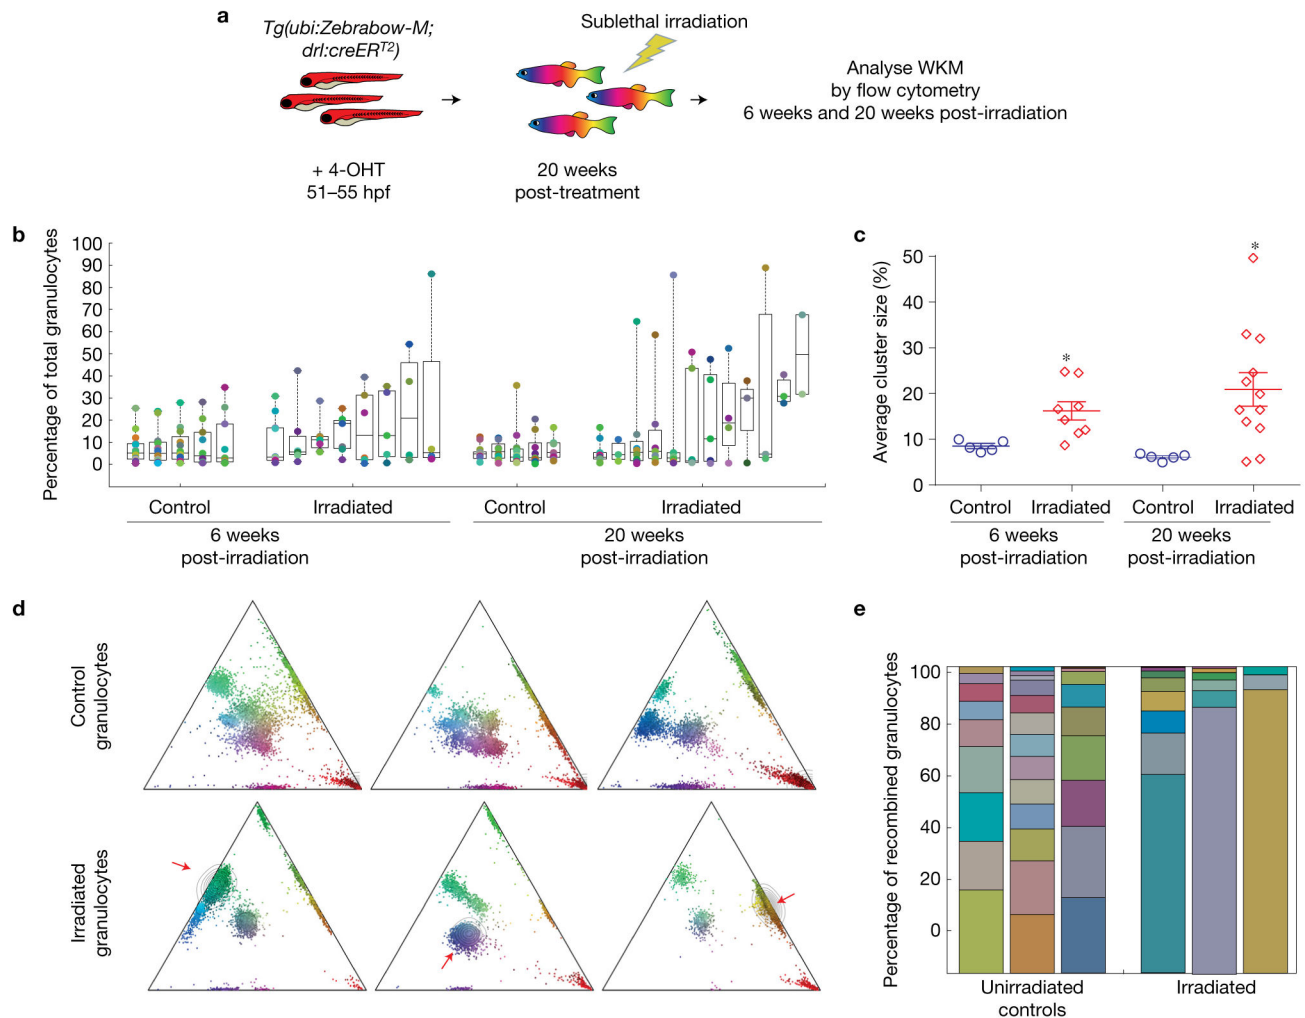 a
Tg(ubi:Zebrabow-M;
drl:creERT2)
Sublethal irradiation
Analyse WKM
by flow cytometry
6 weeks and 20 weeks post-irradiation
+ 4-OHT
51–55 hpf
20 weeks
post-treatment
b
Percentage of total granulocytes
100
90
80
70
60
50
40
30
20
10
0
Control
Irradiated
Control
Irradiated
6 weeks
post-irradiation
20 weeks
post-irradiation
c
Average cluster size (%)
50
40
30
20
10
0
*
*
Control
Irradiated
Control
Irradiated
6 weeks
post-irradiation
20 weeks
post-irradiation
d
Control
granulocytes
Irradiated
granulocytes
e
Percentage of recombined granulocytes
100
80
60
40
20
0
Unirradiated
controls
Irradiated